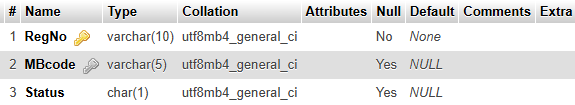 # Name Type Collation Attributes Null Default Comments Extra
1 RegNo varchar(10) utf8mb4_general_ci No None
2 MBcode varchar(5) utf8mb4_general_ci Yes NULL
3 Status char(1) utf8mb4_general_ci Yes NULL